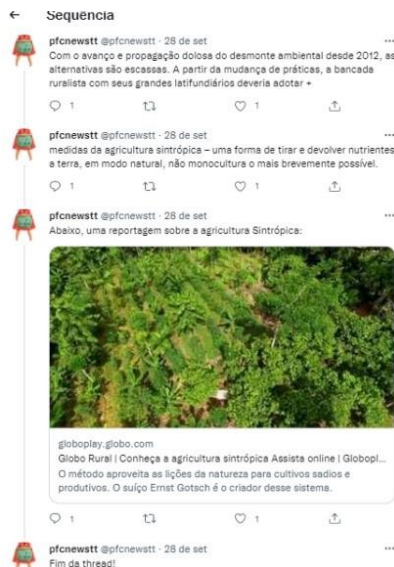 ← Sequência
pfcnewstt @pfcnewstt · 28 de set ...
Com o avanço e propagação dolosa do desmonte ambiental desde 2012, as
alternativas são escassas. A partir da mudança de práticas, a bancada
ruralista com seus grandes latifundiários deveria adotar +
1 1
pfcnewstt @pfcnewstt · 28 de set ...
medidas da agricultura sintrópica – uma forma de tirar e devolver nutrientes
a terra, em modo natural, não monocultura o mais brevemente possível.
1 1
pfcnewstt @pfcnewstt · 28 de set ...
Abaixo, uma reportagem sobre a agricultura Sintrópica:
globoplay.globo.com
Globo Rural | Conheça a agricultura sintrópica Assista online | Globopl...
O método aproveita as lições da natureza para cultivos sadios e
produtivos. O suíço Ernst Gotsch é o criador desse sistema.
1 1
pfcnewstt @pfcnewstt · 28 de set ...
Fim da thread!